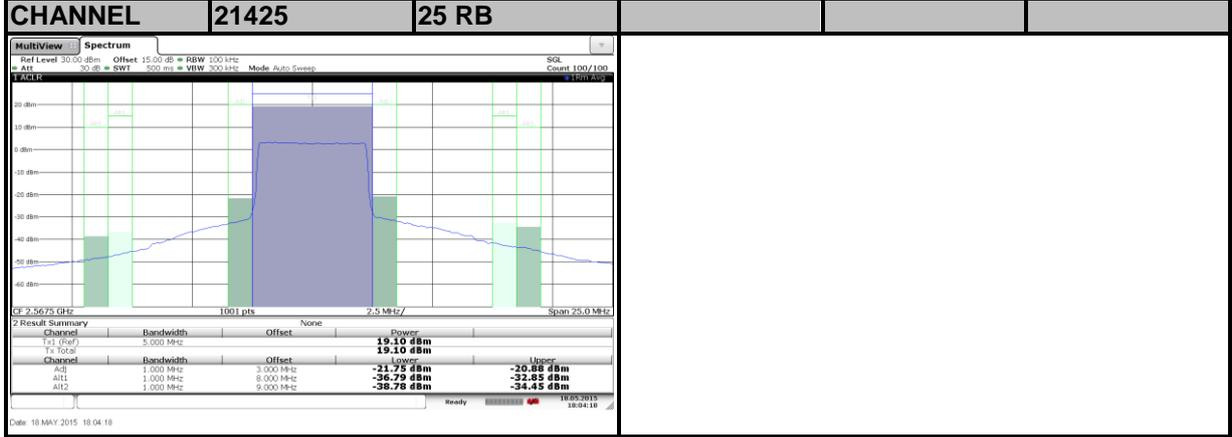 CHANNEL 21425 25 RB
MultiView Spectrum
Ref Level 30.00 dBm Offset 15.00 dB RBW 100 kHz SGL
Att 30 dB SWT 500 ms VBW 300 kHz Mode Auto Sweep Count 100/100
1 ACLR 1Rm Avg
20 dBm
10 dBm
0 dBm
-10 dBm
-20 dBm
-30 dBm
-40 dBm
-50 dBm
-60 dBm
CF 2.5675 GHz 1001 pts 2.5 MHz/ Span 25.0 MHz
2 Result Summary None
Channel Bandwidth Offset Power
Tx1 (Ref) 5.000 MHz 19.10 dBm
Tx Total 19.10 dBm
Channel Bandwidth Offset Lower Upper
Adj 1.000 MHz 3.000 MHz -21.75 dBm -20.88 dBm
Alt1 1.000 MHz 8.000 MHz -36.79 dBm -32.85 dBm
Alt2 1.000 MHz 9.000 MHz -38.78 dBm -34.45 dBm
Ready 18.05.2015
18:04:18
Date: 18.MAY.2015 18:04:18